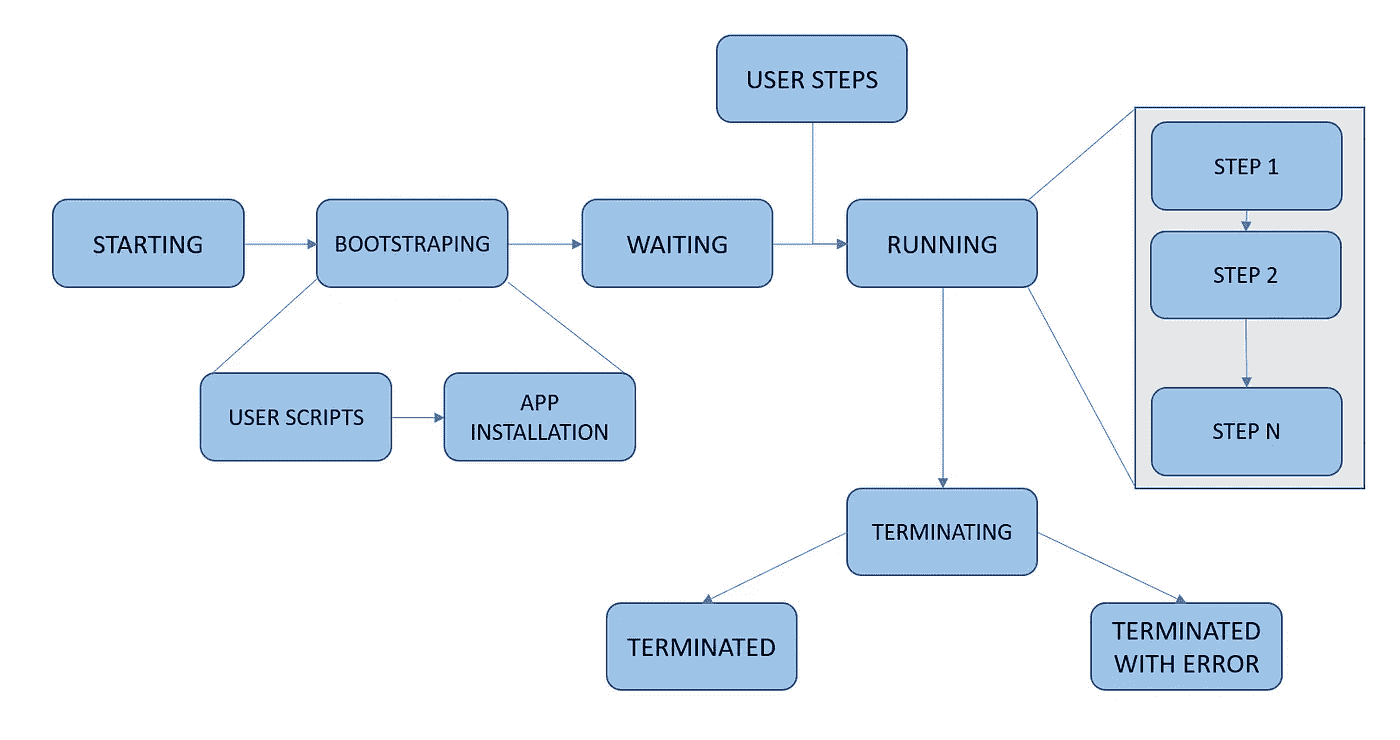 USER STEPS
STEP 1
STARTING
BOOTSTRAPING
WAITING
RUNNING
STEP 2
USER SCRIPTS
APP
INSTALLATION
STEP N
TERMINATING
TERMINATED
TERMINATED
WITH ERROR